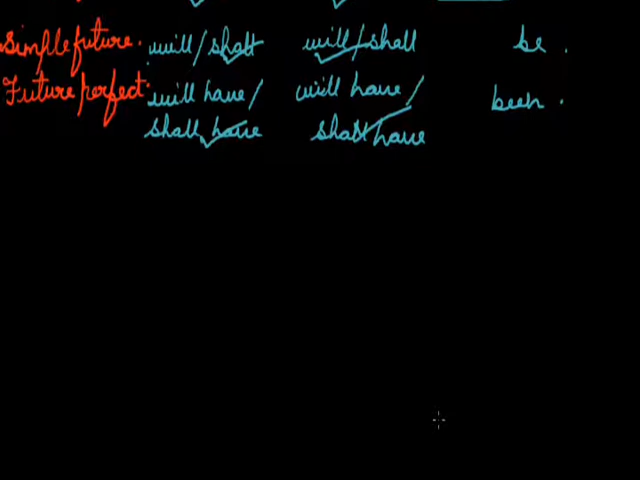 Simple future. will/shall will/shall be.
Future perfect. will have/ will have/ been.
shall have shall have